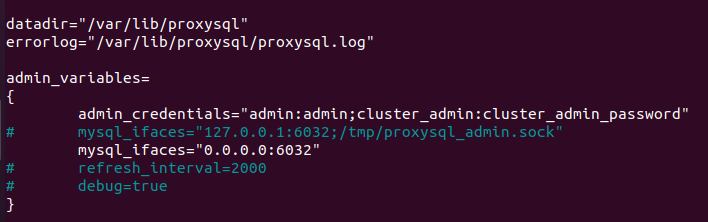 datadir="/var/lib/proxysql"
errorlog="/var/lib/proxysql/proxysql.log"
admin_variables=
{
admin_credentials="admin:admin;cluster_admin:cluster_admin_password"
# mysql_ifaces="127.0.0.1:6032;/tmp/proxysql_admin.sock"
mysql_ifaces="0.0.0.0:6032"
# refresh_interval=2000
# debug=true
}